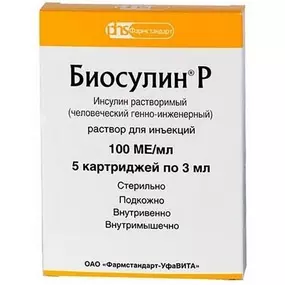 phs Фармстандарт
Биосулин® Р
Инсулин растворимый
(человеческий генно-инженерный)
раствор для инъекций
100 МЕ/мл
5 картриджей по 3 мл
Стерильно
Подкожно
Внутривенно
Внутримышечно
ОАО «Фармстандарт-УфаВИТА»